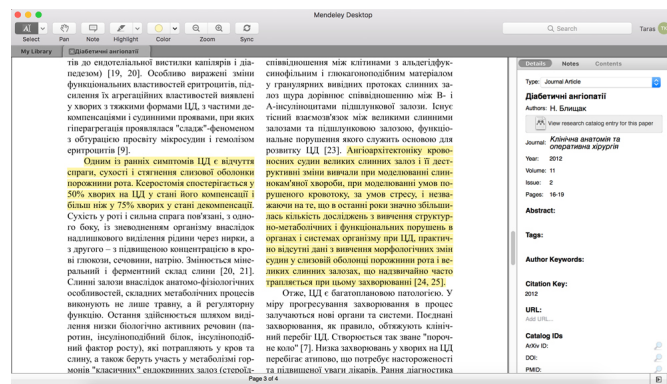 Mendeley Desktop
Select
Pan
Note
Highlight
Color
Zoom
Sync
Search
Taras
My Library
Діабетичні ангіопатії
тів до ендотеліальної вистилки капілярів і діа-
педезом) [19, 20]. Особливо виражені зміни
функціональних властивостей еритроцитів, під-
силення їх агрегаційних властивостей виявлені
у хворих з тяжкими формами ЦД, з частими де-
компенсаціями і судинними проявами, при яких
гіперагрегація проявлялася "сладж"-феноменом
з обтурацією просвіту мікросудин і гемолізом
еритроцитів [9].
Одним із ранніх симптомів ЦД є відчуття
спраги, сухості і стягнення слизової оболонки
порожнини рота. Ксеростомія спостерігається у
50% хворих на ЦД у стані його компенсації і
більш ніж у 75% хворих у стані декомпенсації.
Сухість у роті і сильна спрага пов'язані, з одно-
го боку, із зневодненням організму внаслідок
надлишкового виділення рідини через нирки, а
з другого – з підвищеною концентрацією в кро-
ві глюкози, сечовини, натрію. Змінюється міне-
ральний і ферментний склад слини [20, 21].
Слинні залози внаслідок анатомо-фізіологічних
особливостей, складних метаболічних процесів
виконують не лише травну, а й регуляторну
функцію. Остання здійснюється шляхом виді-
лення низки біологічно активних речовин (па-
ротин, інсуліноподібний білок, інсуліноподіб-
ний фактор росту), які потрапляють у кров та
слину, а також беруть участь у метаболізмі гор-
монів "класичних" ендокринних залоз (стероїд-
співвідношення між клітинами з альдегідфук-
синофільним і глюкагоноподібним матеріалом
у гранулярних вивідних протоках слинних за-
лоз щура дорівнює співвідношенню між В- і
А-інсулиноцитами підшлункової залози. Існує
тісний взаємозв'язок між великими слинними
залозами та підшлунковою залозою, функціо-
нальне порушення якого служить основою для
розвитку ЦД [23]. Ангіоархітектоніку крово-
носних судин великих слинних залоз і її дест-
руктивні зміни вивчали при моделюванні слин-
нокам'яної хвороби, при моделюванні умов по-
рушеного кровотоку, за умов стресу, і незва-
жаючи на те, що в останні роки значно збільши-
лась кількість досліджень з вивчення структур-
но-метаболічних і функціональних порушень в
органах і системах організму при ЦД, практич-
но відсутні дані з вивчення морфологічних змін
судин у слизовій оболонці порожнини рота і ве-
ликих слинних залозах, що надзвичайно часто
трапляється при цьому захворюванні [24, 25].
Отже, ЦД є багатоплановою патологією. У
міру прогресування захворювання в процес
залучаються нові органи та системи. Поєднані
захворювання, як правило, обтяжують клініч-
ний перебіг ЦД. Створюється так зване "пороч-
не коло" [7]. Низка захворювань у хворих на ЦД
перебігає атипово, що потребує настороженості
та підвищеної уваги лікарів. Рання діагностика
Page 3 of 4
Details
Notes
Contents
Type: Journal Article
Діабетичні ангіопатії
Authors: Н. Блищак
View research catalog entry for this paper
Journal: Клінічна анатомія та
оперативна хірургія
Year: 2012
Volume: 11
Issue: 2
Pages: 16-19
Abstract:
Tags:
Author Keywords:
Citation Key:
2012
URL:
Add URL...
Catalog IDs
ArXiv ID:
DOI:
PMID: